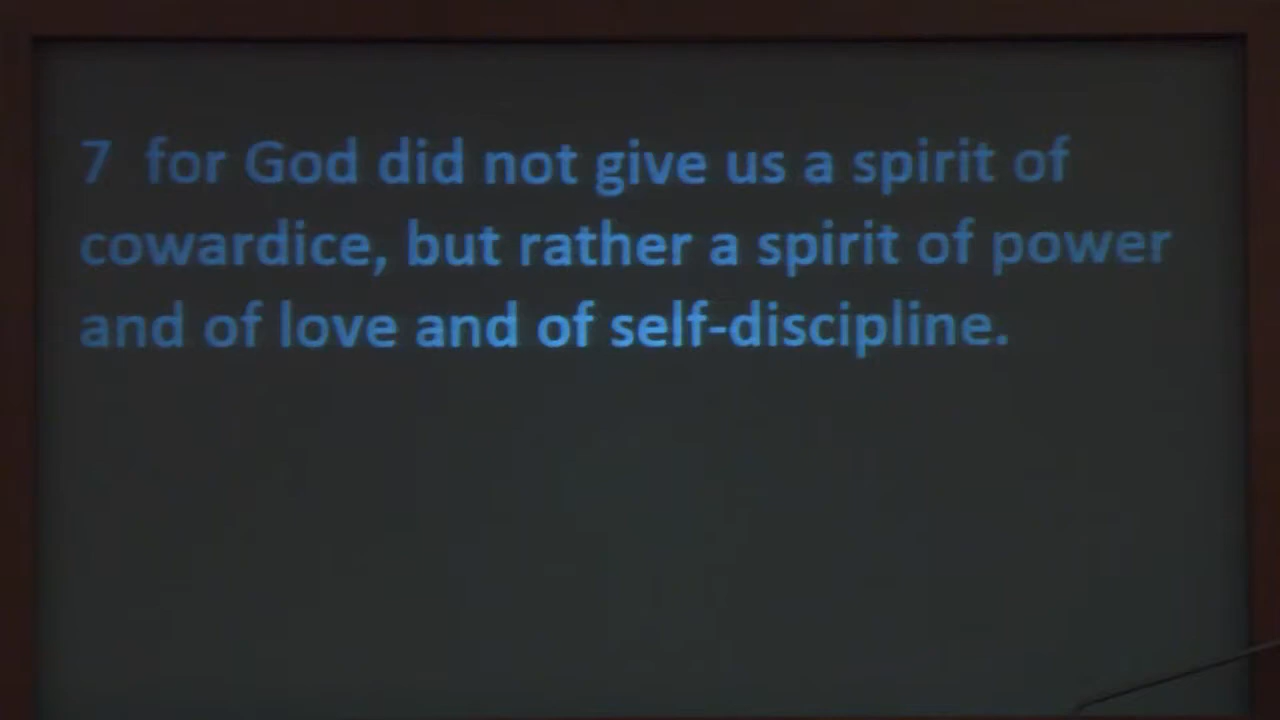 7 for God did not give us a spirit of
cowardice, but rather a spirit of power
and of love and of self-discipline.